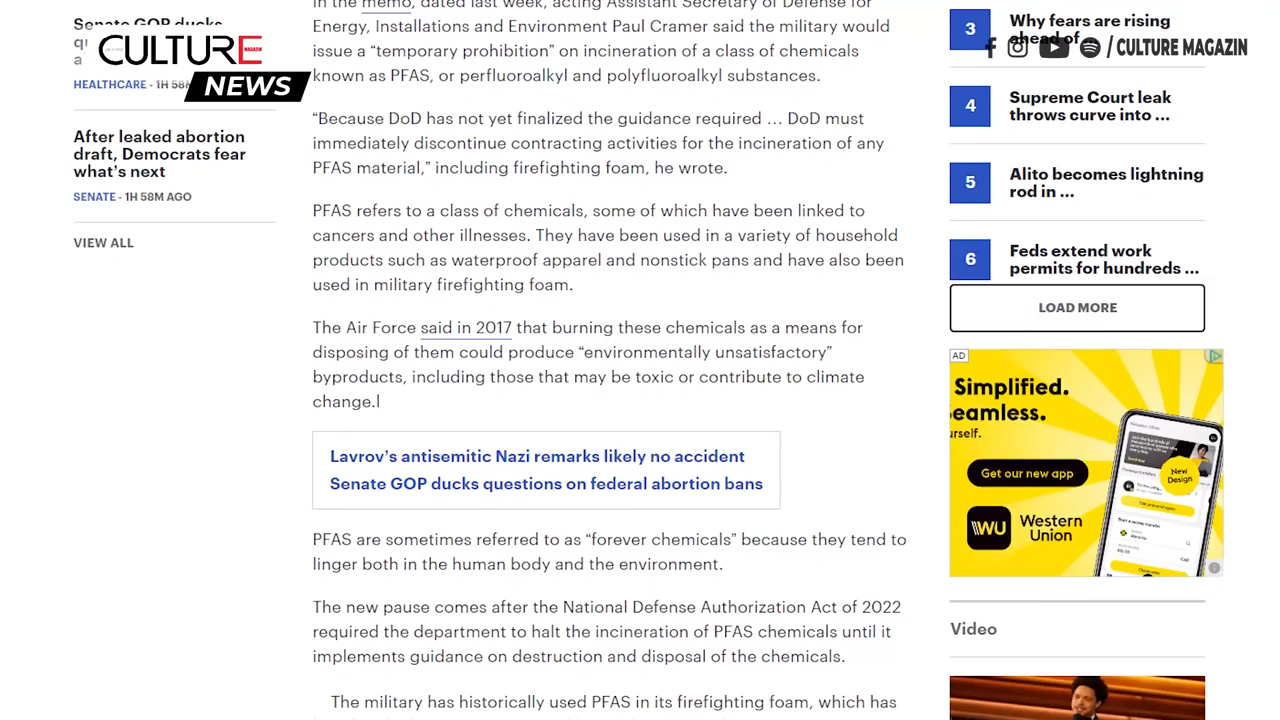 Senate GOP ducks
CULTURE
MAGAZIN
NEWS
HEALTHCARE - 1H 58M
After leaked abortion
draft, Democrats fear
what's next
SENATE - 1H 58M AGO
VIEW ALL
in the memo, dated last week, acting Assistant Secretary of Defense for
Energy, Installations and Environment Paul Cramer said the military would
issue a “temporary prohibition” on incineration of a class of chemicals
known as PFAS, or perfluoroalkyl and polyfluoroalkyl substances.
“Because DoD has not yet finalized the guidance required … DoD must
immediately discontinue contracting activities for the incineration of any
PFAS material,” including firefighting foam, he wrote.
PFAS refers to a class of chemicals, some of which have been linked to
cancers and other illnesses. They have been used in a variety of household
products such as waterproof apparel and nonstick pans and have also been
used in military firefighting foam.
The Air Force said in 2017 that burning these chemicals as a means for
disposing of them could produce “environmentally unsatisfactory”
byproducts, including those that may be toxic or contribute to climate
change.l
Lavrov’s antisemitic Nazi remarks likely no accident
Senate GOP ducks questions on federal abortion bans
PFAS are sometimes referred to as “forever chemicals” because they tend to
linger both in the human body and the environment.
The new pause comes after the National Defense Authorization Act of 2022
required the department to halt the incineration of PFAS chemicals until it
implements guidance on destruction and disposal of the chemicals.
The military has historically used PFAS in its firefighting foam, which has
3
Why fears are rising
ahead of
/ CULTURE MAGAZIN
4
Supreme Court leak
throws curve into ...
5
Alito becomes lightning
rod in ...
6
Feds extend work
permits for hundreds ...
LOAD MORE
AD
Simplified.
eamless.
urself.
Get our new app
New
Design
WU
Western
Union
Video